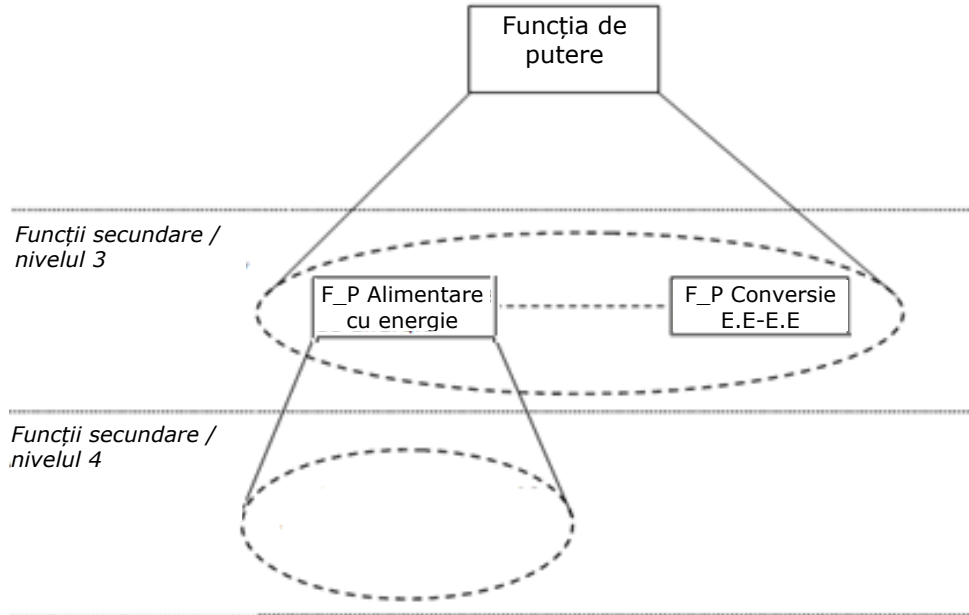 Funcția de
putere
Funcții secundare /
nivelul 3
F_P Alimentare
cu energie
F_P Conversie
E.E-E.E
Funcții secundare /
nivelul 4